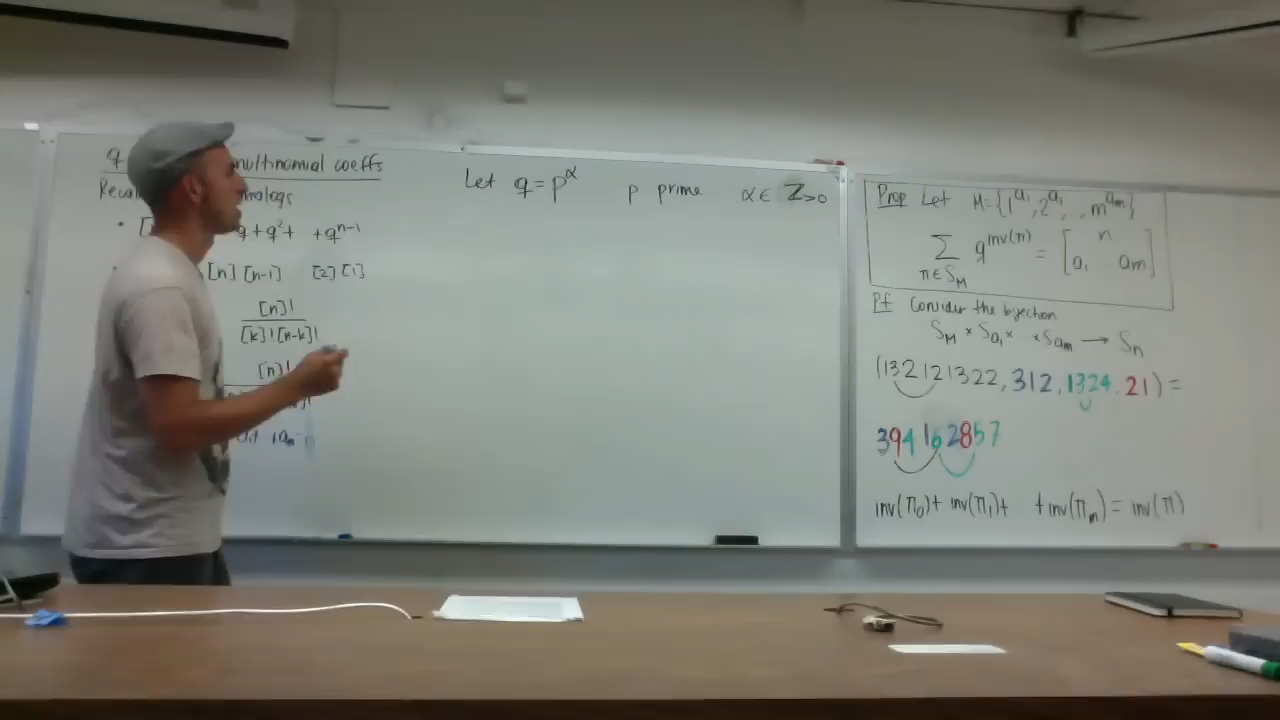 q multinomial coeffs
Recall analogs
q+q²+ +qⁿ⁻¹
[n] [n-1] [2] [1]
[n]!
[k]![n-k]!
[n]!
Let q = p^α p prime α ∈ Z>0
Prop Let M = {1^a₁, 2^a₂, , m^aₘ}
∑ π∈S_M q^inv(π) = [n a₁ aₘ]
Pf Consider the bijection
S_M × S_a₁ × × S_aₘ → Sₙ
(132121322, 312, 1324, 21) =
394162857
inv(π₀) + inv(π₁) + + inv(πₘ) = inv(π)